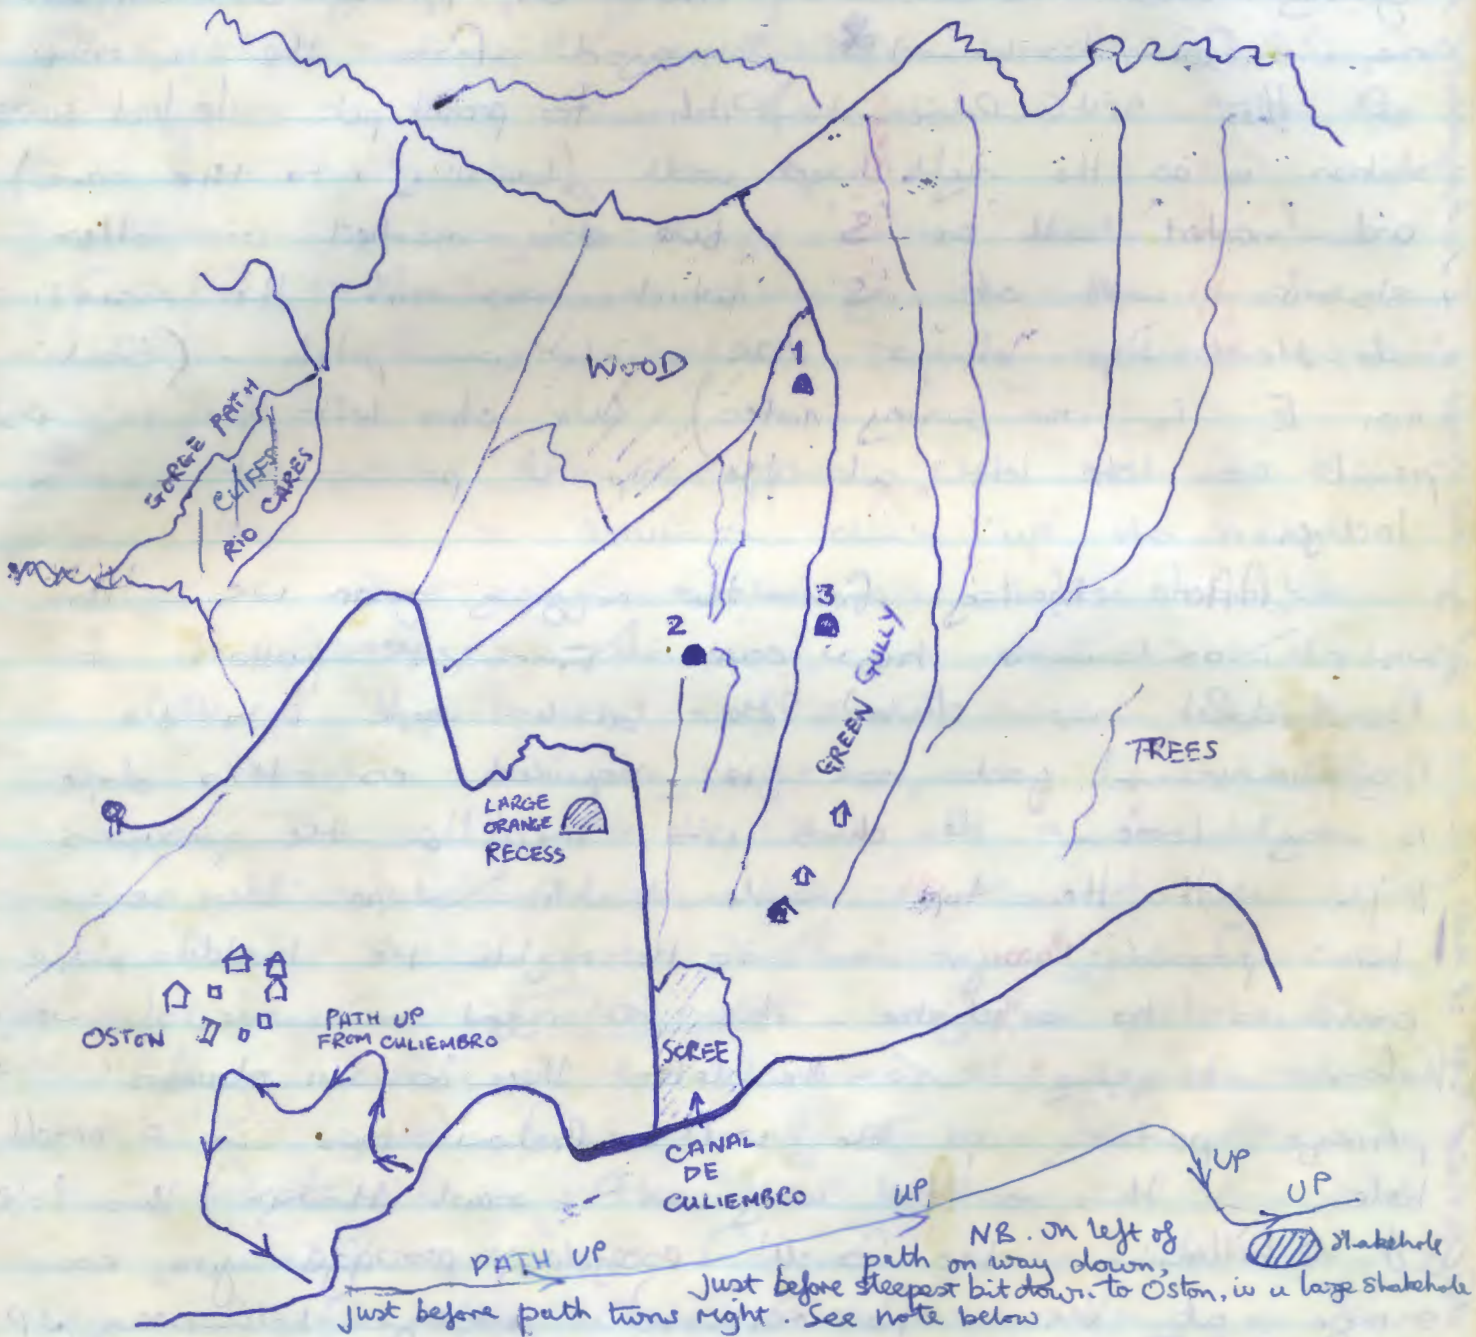 WOOD
1
GORGE PATH
CLIFFS
RIO CARES
3
2
GREEN GULLY
TREES
LARGE
ORANGE
RECESS
OSTON
PATH UP
FROM CULIEMBRO
SCREE
CANAL
DE
CULIEMBRO
UP
UP
UP
PATH UP
NB. on left of
path on way down,
just before steepest bit down to Oston, is a large shakehole
shakehole
just before path turns right. See note below